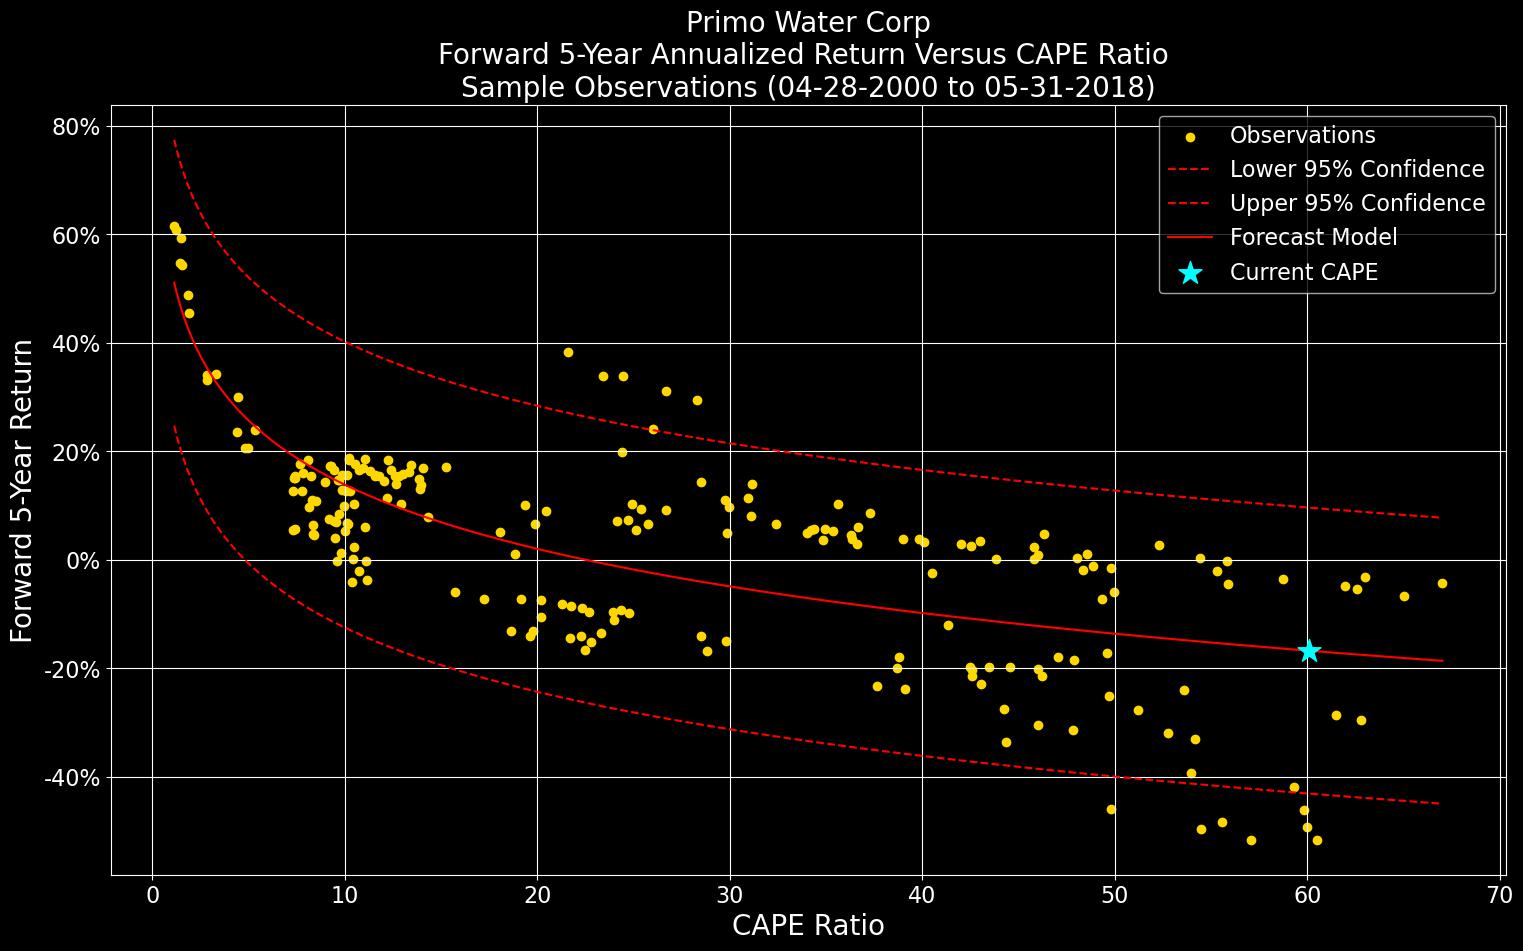 Primo Water Corp
Forward 5-Year Annualized Return Versus CAPE Ratio
Sample Observations (04-28-2000 to 05-31-2018)
Observations
Lower 95% Confidence
Upper 95% Confidence
Forecast Model
Current CAPE
Forward 5-Year Return
80%
60%
40%
20%
0%
-20%
-40%
0 10 20 30 40 50 60 70
CAPE Ratio